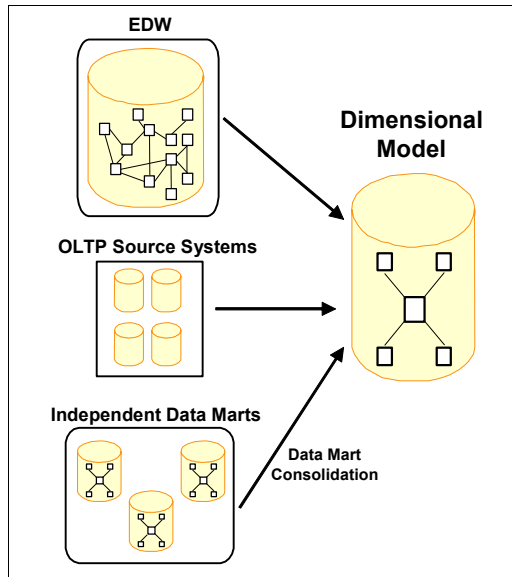 EDW
Dimensional
Model
OLTP Source Systems
Independent Data Marts
Data Mart
Consolidation